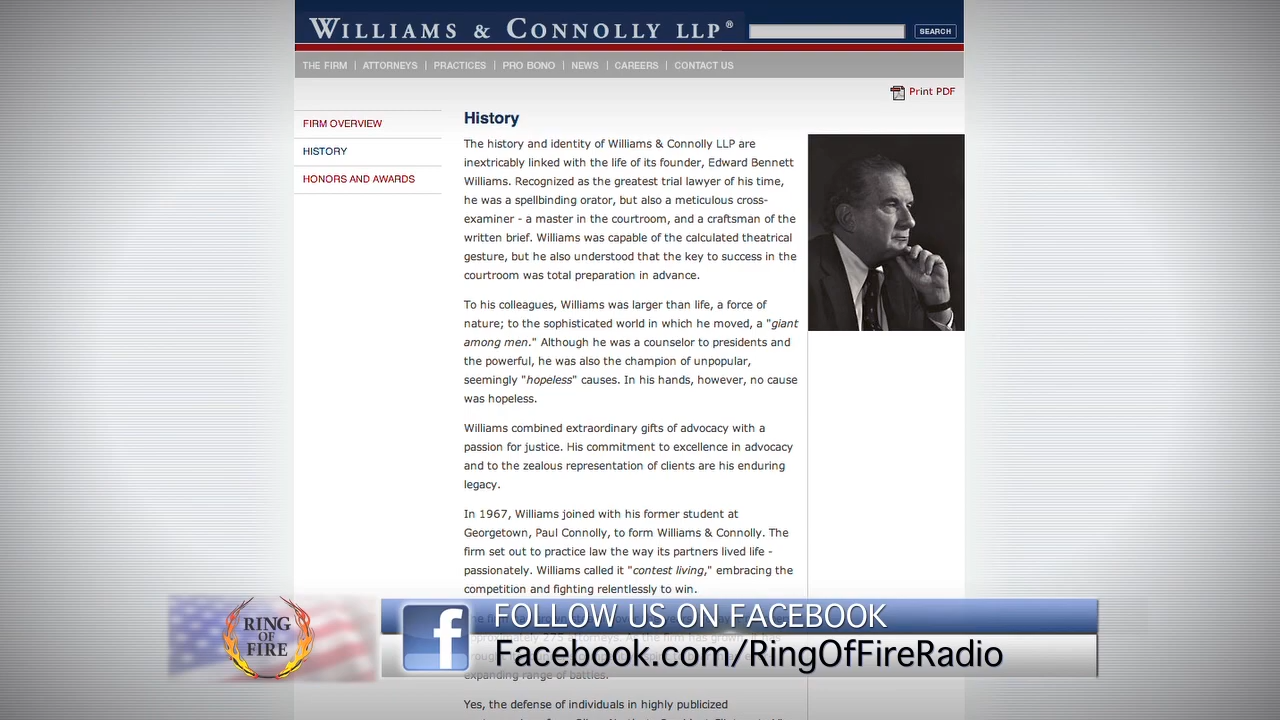 WILLIAMS & CONNOLLY LLP®
SEARCH
THE FIRM | ATTORNEYS | PRACTICES | PRO BONO | NEWS | CAREERS | CONTACT US
Print PDF
FIRM OVERVIEW
HISTORY
HONORS AND AWARDS
History
The history and identity of Williams & Connolly LLP are
inextricably linked with the life of its founder, Edward Bennett
Williams. Recognized as the greatest trial lawyer of his time,
he was a spellbinding orator, but also a meticulous cross-
examiner - a master in the courtroom, and a craftsman of the
written brief. Williams was capable of the calculated theatrical
gesture, but he also understood that the key to success in the
courtroom was total preparation in advance.
To his colleagues, Williams was larger than life, a force of
nature; to the sophisticated world in which he moved, a "giant
among men." Although he was a counselor to presidents and
the powerful, he was also the champion of unpopular,
seemingly "hopeless" causes. In his hands, however, no cause
was hopeless.
Williams combined extraordinary gifts of advocacy with a
passion for justice. His commitment to excellence in advocacy
and to the zealous representation of clients are his enduring
legacy.
In 1967, Williams joined with his former student at
Georgetown, Paul Connolly, to form Williams & Connolly. The
firm set out to practice law the way its partners lived life -
passionately. Williams called it "contest living," embracing the
competition and fighting relentlessly to win.
approximately 275 attorneys. As the firm has grown, it has
expanding range of battles.
Yes, the defense of individuals in highly publicized
RING
OF
FIRE
f
FOLLOW US ON FACEBOOK
Facebook.com/RingOfFireRadio